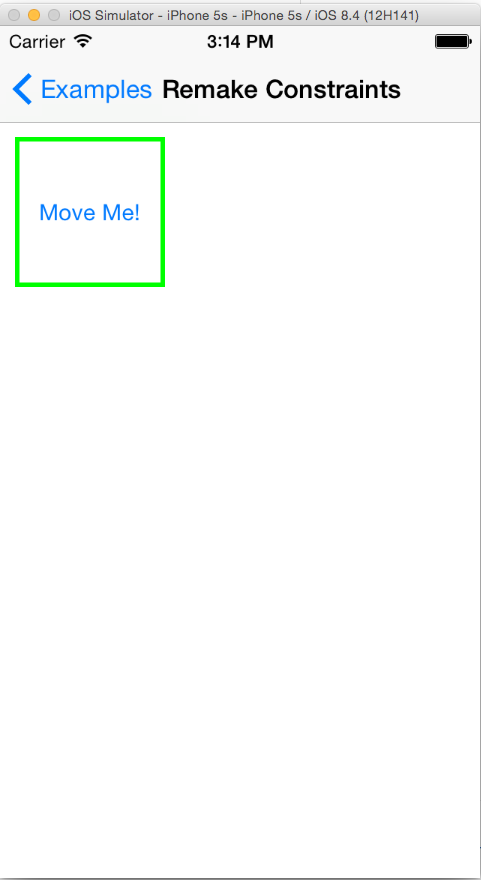 iOS Simulator - iPhone 5s - iPhone 5s / iOS 8.4 (12H141)
Carrier 3:14 PM
Examples Remake Constraints
Move Me!